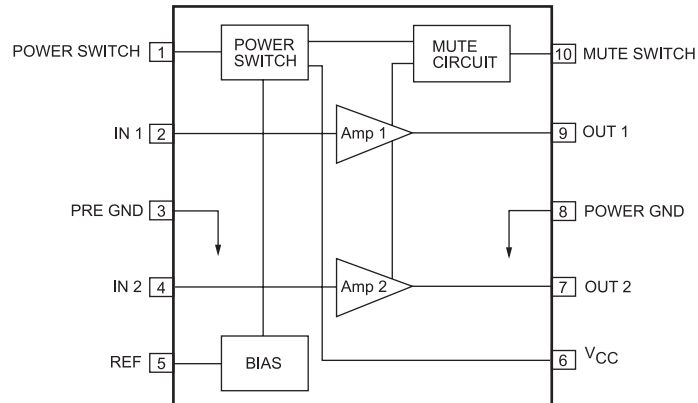 POWER SWITCH 1
POWER
SWITCH
MUTE
CIRCUIT
10 MUTE SWITCH
IN 1 2
Amp 1
9 OUT 1
PRE GND 3
8 POWER GND
IN 2 4
Amp 2
7 OUT 2
REF 5
BIAS
6 VCC